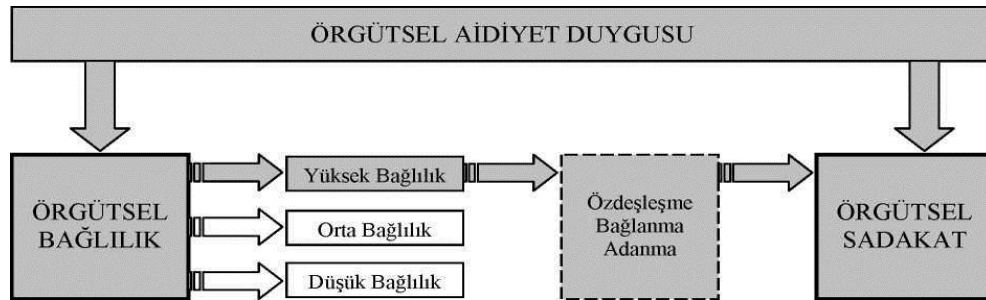 ÖRGÜTSEL AİDİYET DUYGUSU
ÖRGÜTSEL
BAĞLILIK
Yüksek Bağlılık
Orta Bağlılık
Düşük Bağlılık
Özdeşleşme
Bağlanma
Adanma
ÖRGÜTSEL
SADAKAT